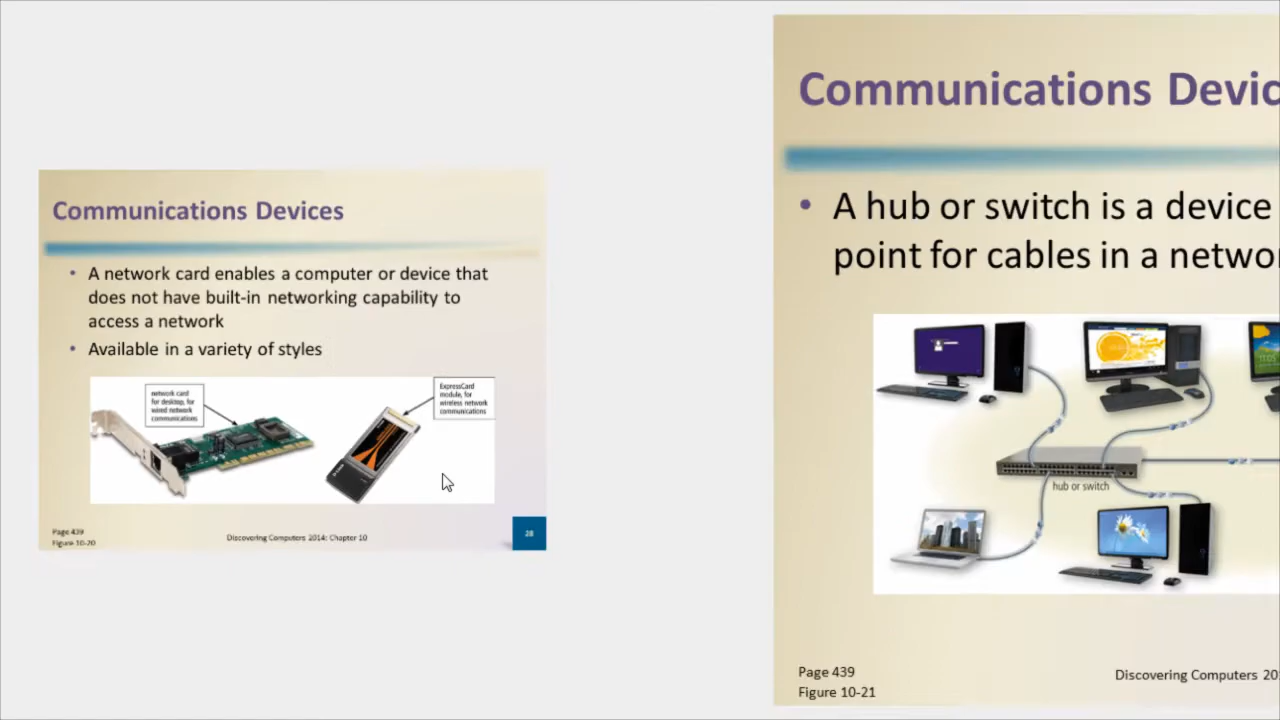 Communications Devices
• A network card enables a computer or device that
does not have built-in networking capability to
access a network
• Available in a variety of styles
network card
for desktop, for
wired network
communications
ExpressCard
module, for
wireless network
communications
Page 439
Figure 10-20
Discovering Computers 2014: Chapter 10
28
Communications Devic
• A hub or switch is a device
point for cables in a networ
hub or switch
Page 439
Figure 10-21
Discovering Computers 20